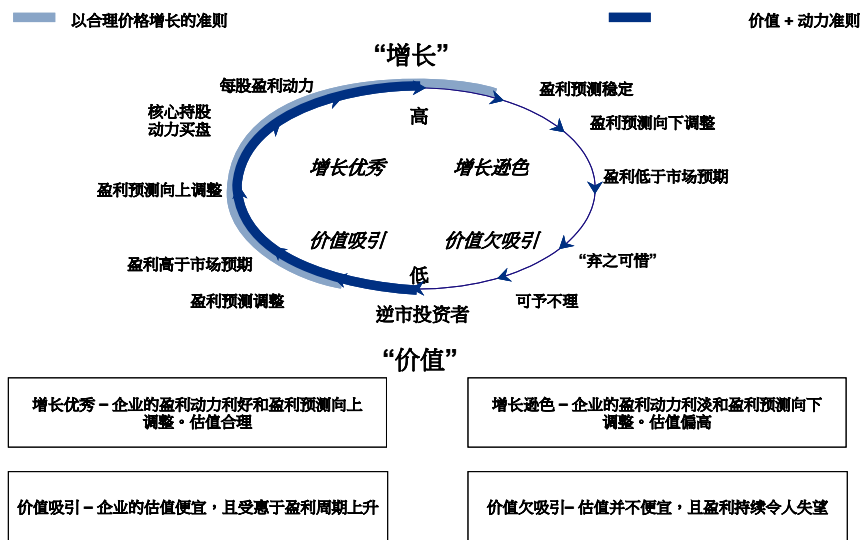 以合理价格增长的准则
价值 + 动力准则
“增长”
每股盈利动力
盈利预测稳定
核心持股
动力买盘
高
盈利预测向下调整
增长优秀
增长逊色
盈利预测向上调整
盈利低于市场预期
价值吸引
价值欠吸引
盈利高于市场预期
“弃之可惜”
低
盈利预测调整
可予不理
逆市投资者
“价值”
增长优秀 – 企业的盈利动力利好和盈利预测向上
调整。估值合理
增长逊色 – 企业的盈利动力利淡和盈利预测向下
调整。估值偏高
价值吸引 – 企业的估值便宜，且受惠于盈利周期上升
价值欠吸引– 估值并不便宜，且盈利持续令人失望